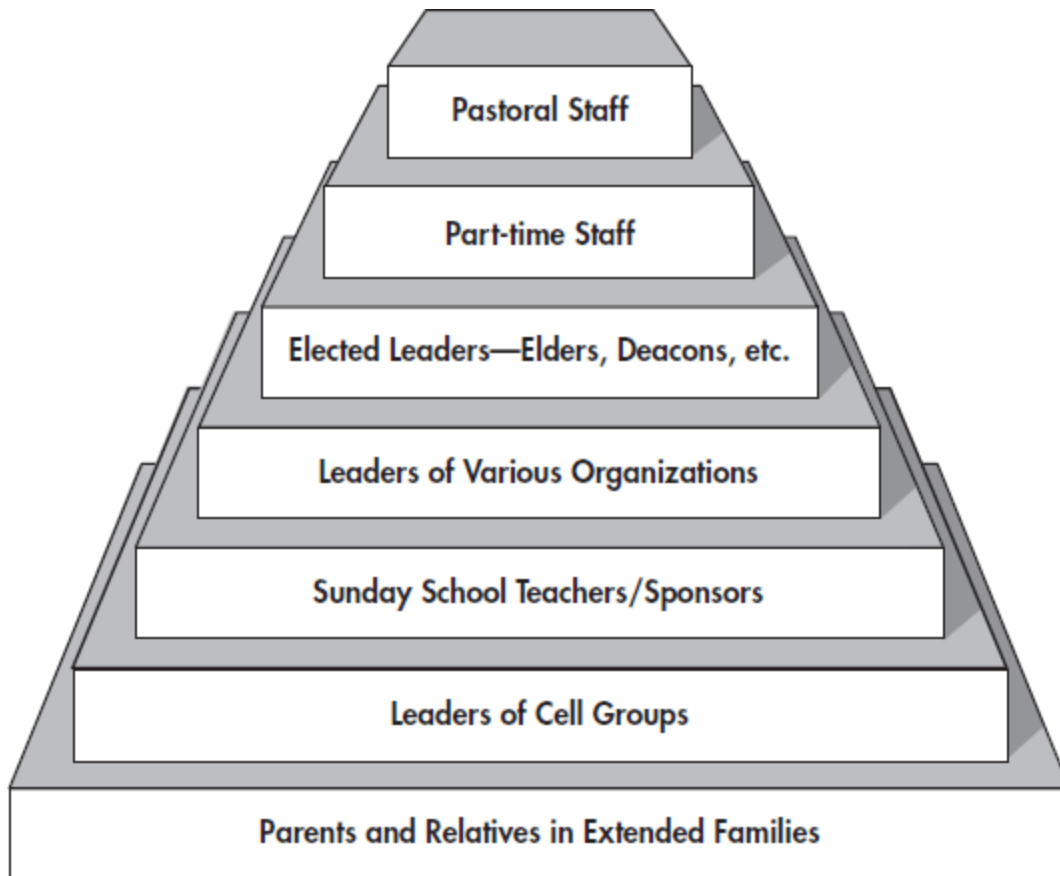 Pastoral Staff
Part-time Staff
Elected Leaders—Elders, Deacons, etc.
Leaders of Various Organizations
Sunday School Teachers/Sponsors
Leaders of Cell Groups
Parents and Relatives in Extended Families